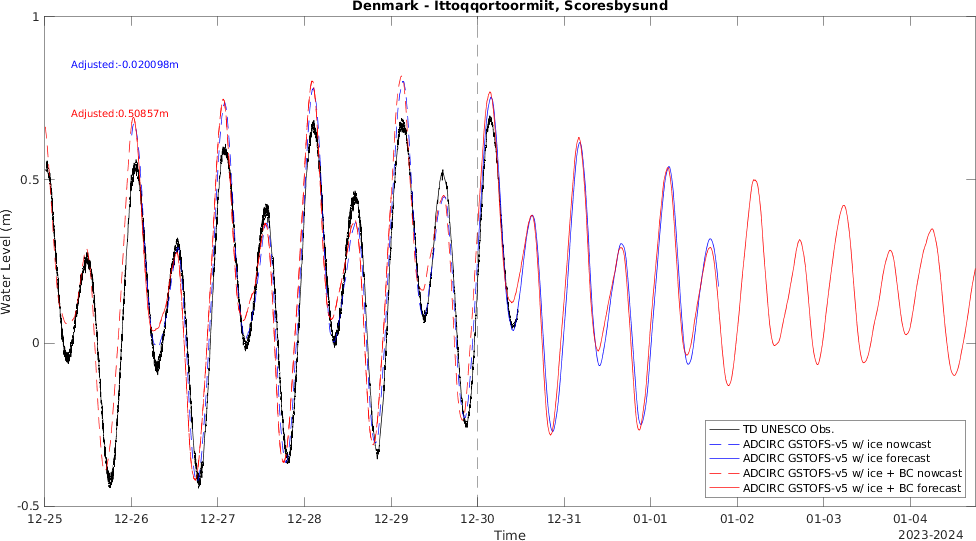 Denmark - Ittoqqortoormiit, Scoresbysund
1
Adjusted:-0.020098m
Adjusted:0.50857m
0.5
Water Level (m)
0
TD UNESCO Obs.
ADCIRC GSTOFS-v5 w/ ice nowcast
ADCIRC GSTOFS-v5 w/ ice forecast
ADCIRC GSTOFS-v5 w/ ice + BC nowcast
ADCIRC GSTOFS-v5 w/ ice + BC forecast
-0.5
12-25 12-26 12-27 12-28 12-29 12-30 12-31 01-01 01-02 01-03 01-04
Time
2023-2024